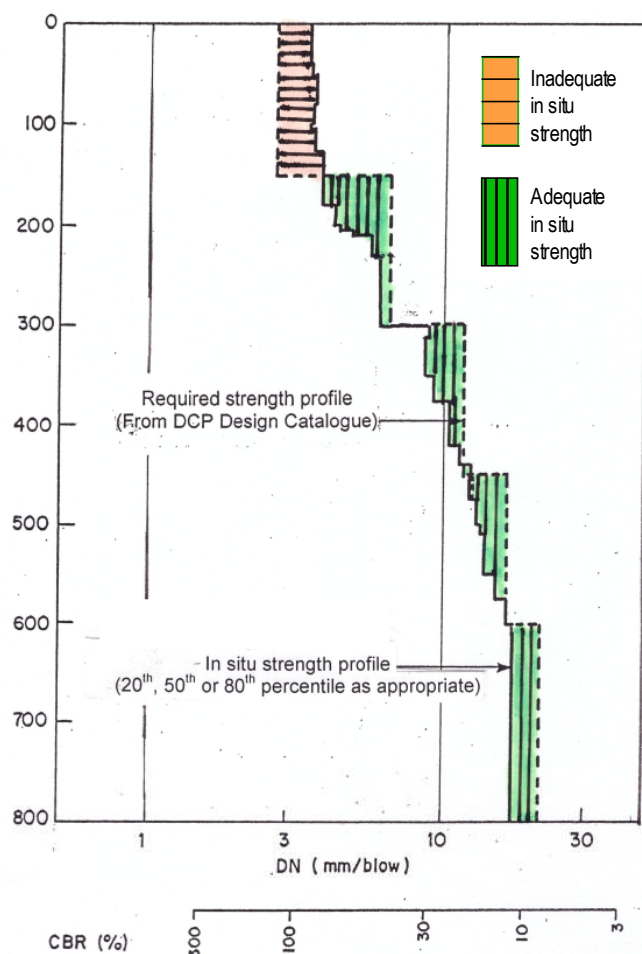 0
100
200
300
400
500
600
700
800
Inadequate
in situ
strength
Adequate
in situ
strength
Required strength profile
(From DCP Design Catalogue)
In situ strength profile
(20th, 50th or 80th percentile as appropriate)
1 3 10 30
DN (mm/blow)
CBR (%) 300 100 30 10 3